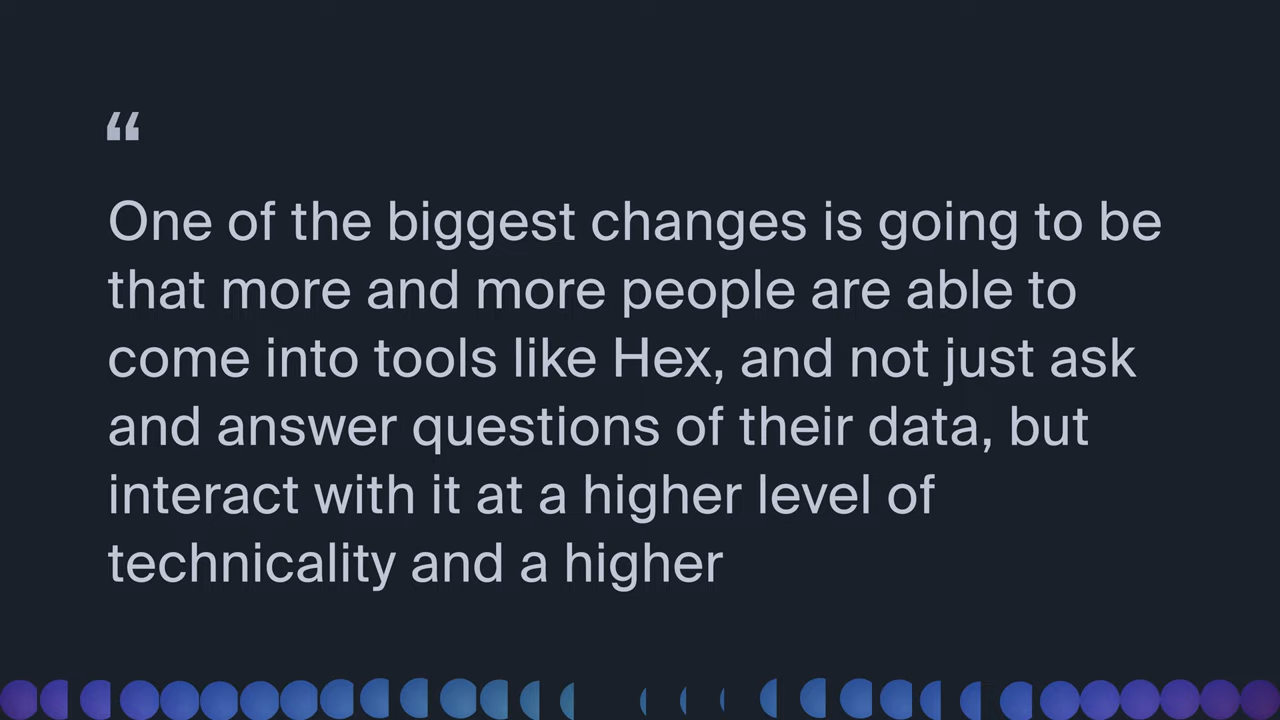 “
One of the biggest changes is going to be
that more and more people are able to
come into tools like Hex, and not just ask
and answer questions of their data, but
interact with it at a higher level of
technicality and a higher